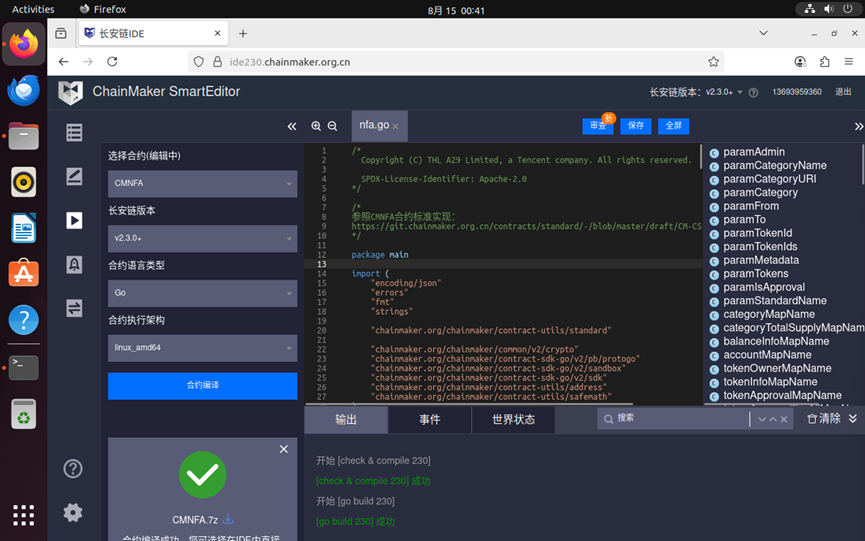 Activities
Firefox
8月 15 00:41
长安链IDE
ide230.chainmaker.org.cn
ChainMaker SmartEditor
长安链版本: v2.3.0+
13693959360
退出
选择合约(编辑中)
CMNFA
长安链版本
v2.3.0+
合约语言类型
Go
合约执行架构
linux_amd64
合约编译
CMNFA.7z
合约编译成功，您可选择在IDE内直接
nfa.go
审查
新
保存
全屏
1 /*
2 Copyright (C) THL A29 Limited, a Tencent company. All rights reserved.
3
4 SPDX-License-Identifier: Apache-2.0
5 */
6
7 /*
8 参照CMNFA合约标准实现：
9 https://git.chainmaker.org.cn/contracts/standard/-/blob/master/draft/CM-CS
10 */
11
12 package main
13
14 import (
15 "encoding/json"
16 "errors"
17 "fmt"
18 "strings"
19
20 "chainmaker.org/chainmaker/contract-utils/standard"
21
22 "chainmaker.org/chainmaker/common/v2/crypto"
23 "chainmaker.org/chainmaker/contract-sdk-go/v2/pb/protogo"
24 "chainmaker.org/chainmaker/contract-sdk-go/v2/sandbox"
25 "chainmaker.org/chainmaker/contract-sdk-go/v2/sdk"
26 "chainmaker.org/chainmaker/contract-utils/address"
27 "chainmaker.org/chainmaker/contract-utils/safemath"
paramAdmin
paramCategoryName
paramCategoryURI
paramCategory
paramFrom
paramTo
paramTokenId
paramTokenIds
paramMetadata
paramTokens
paramIsApproval
paramStandardName
categoryMapName
categoryTotalSupplyMapNam
balanceInfoMapName
accountMapName
tokenOwnerMapName
tokenInfoMapName
tokenApprovalMapName
输出
事件
世界状态
搜索
清除
开始 [check & compile 230]
[check & compile 230] 成功
开始 [go build 230]
[go build 230] 成功